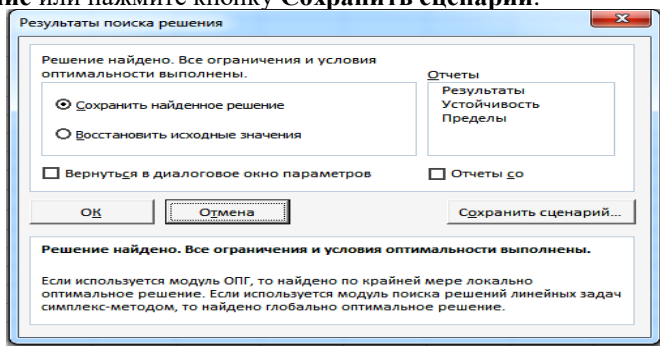 ние или нажмите кнопку Сохранить сценарий.
Результаты поиска решения
Решение найдено. Все ограничения и условия
оптимальности выполнены.
Отчеты
Результаты
Устойчивость
Пределы
Сохранить найденное решение
Восстановить исходные значения
Вернуться в диалоговое окно параметров
Отчеты со
ОК
Отмена
Сохранить сценарий...
Решение найдено. Все ограничения и условия оптимальности выполнены.
Если используется модуль ОПГ, то найдено по крайней мере локально
оптимальное решение. Если используется модуль поиска решений линейных задач
симплекс-методом, то найдено глобально оптимальное решение.